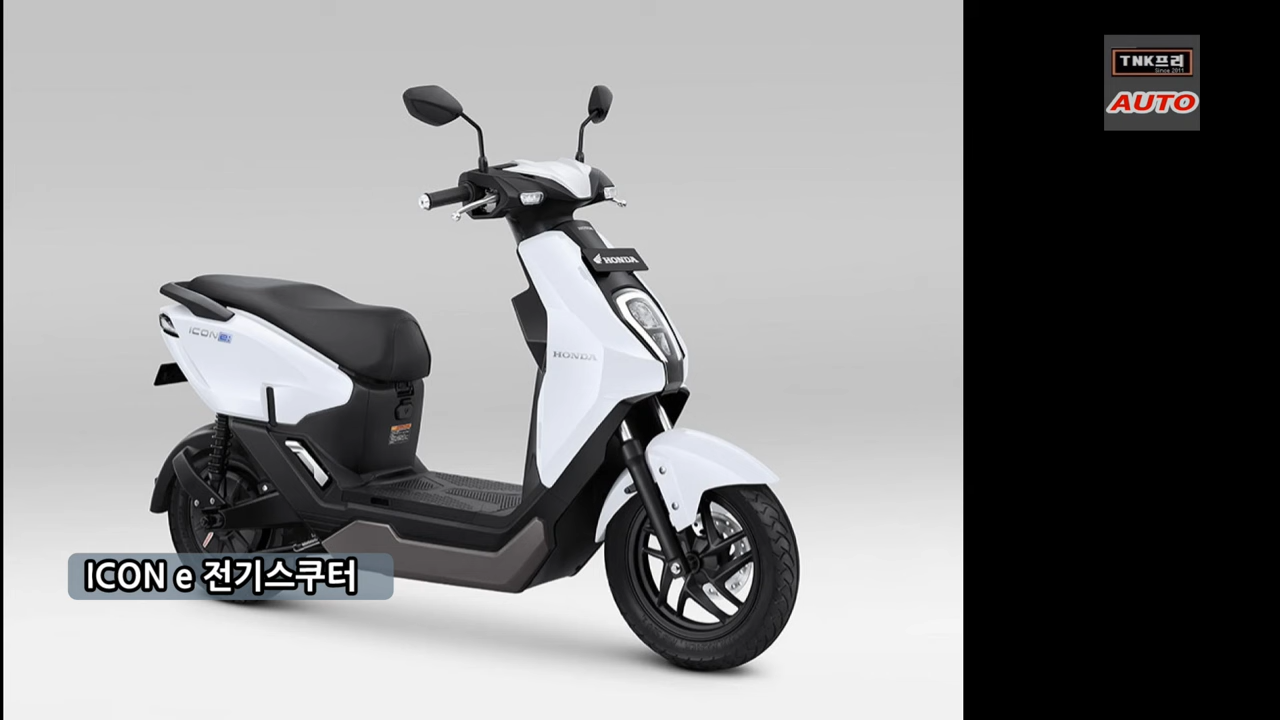 TNK프리
Since 2011
AUTO
HONDA
HONDA
ICON
ICON e 전기스쿠터